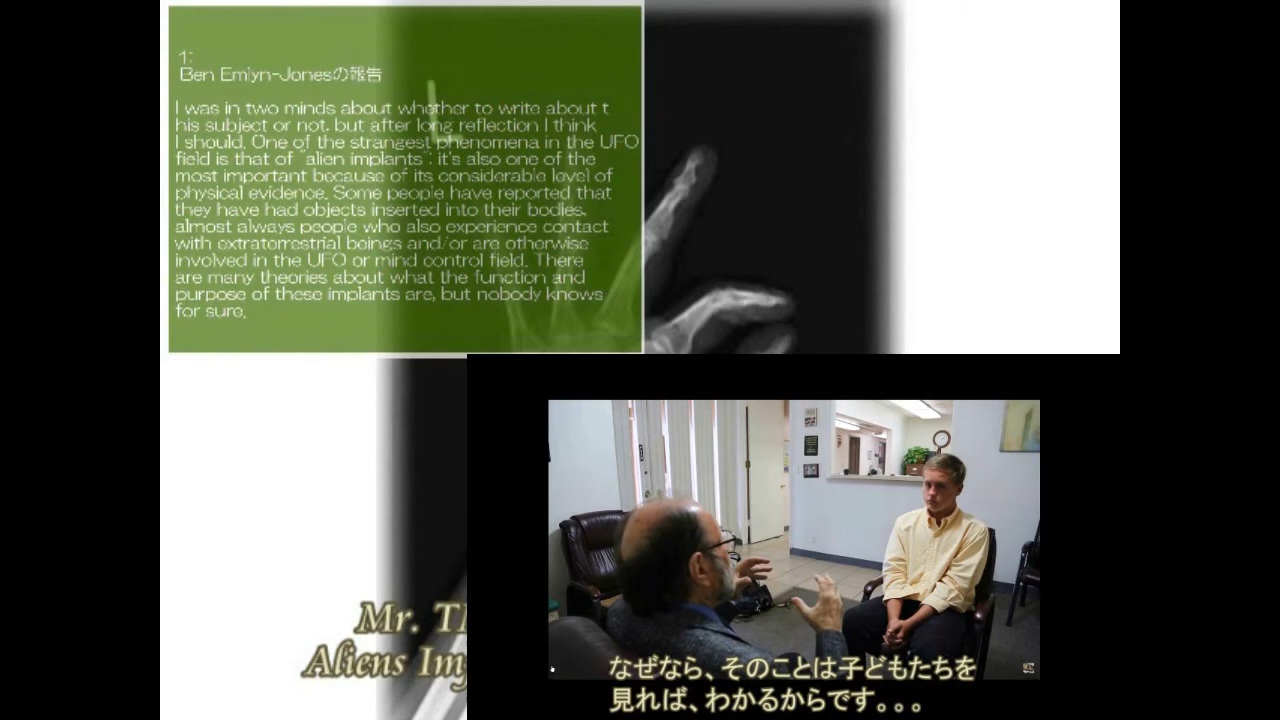 1:
Ben Emlyn-Jonesの報告
I was in two minds about whether to write about t
his subject or not, but after long reflection I think
I should. One of the strangest phenomena in the UFO
field is that of "alien implants"; it's also one of the
most important because of its considerable level of
physical evidence. Some people have reported that
they have had objects inserted into their bodies,
almost always people who also experience contact
with extraterrestrial beings and/or are otherwise
involved in the UFO or mind control field. There
are many theories about what the function and
purpose of these implants are, but nobody knows
for sure.
Mr. T
Aliens Im
なぜなら、そのことは子どもたちを
見れば、わかるからです。。。